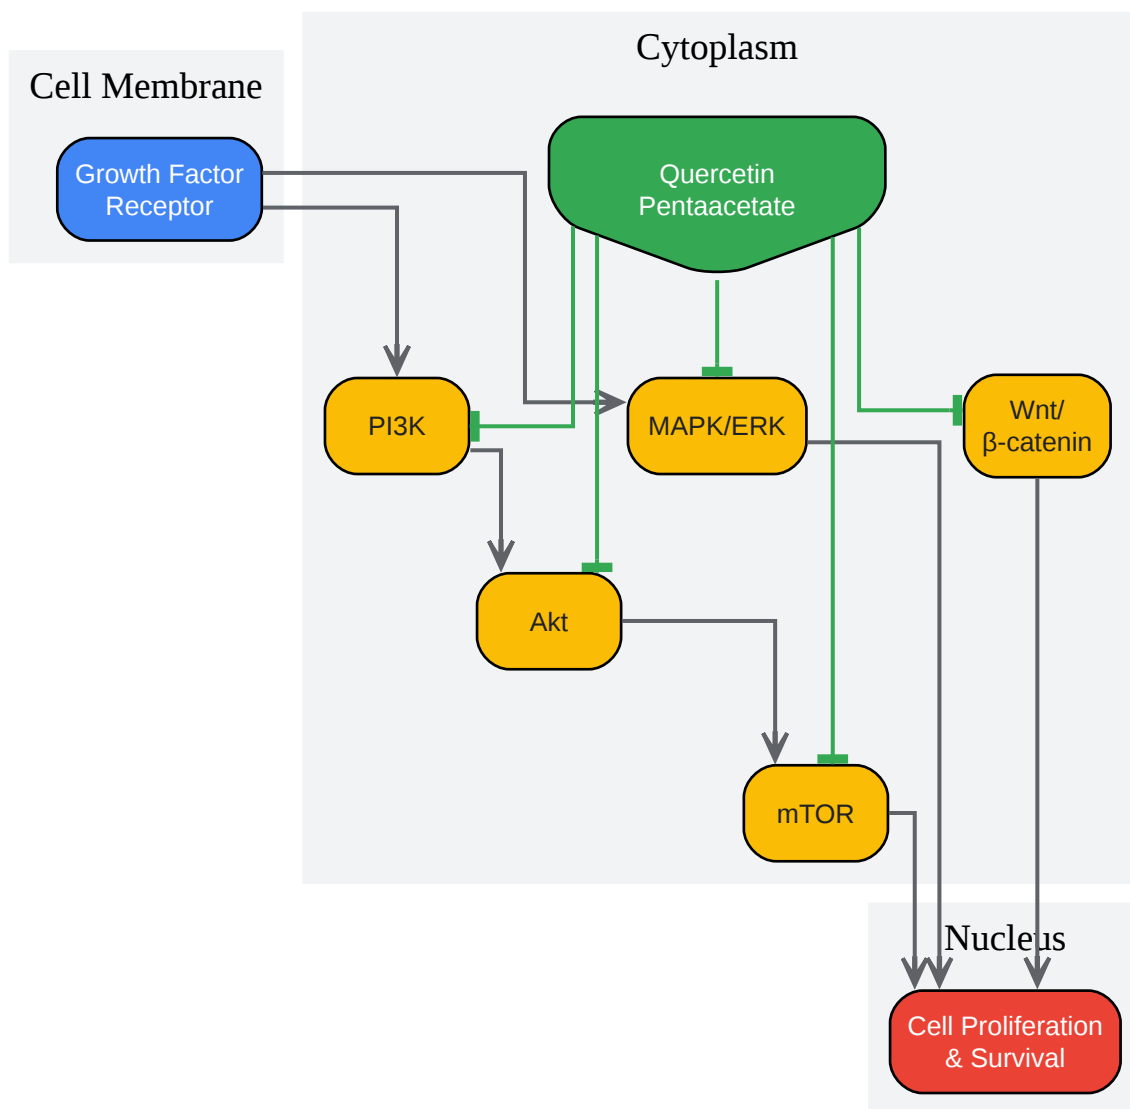 Cytoplasm
Cell Membrane
Growth Factor
Receptor
Quercetin
Pentaacetate
PI3K
MAPK/ERK
Wnt/
β-catenin
Akt
mTOR
Nucleus
Cell Proliferation
& Survival